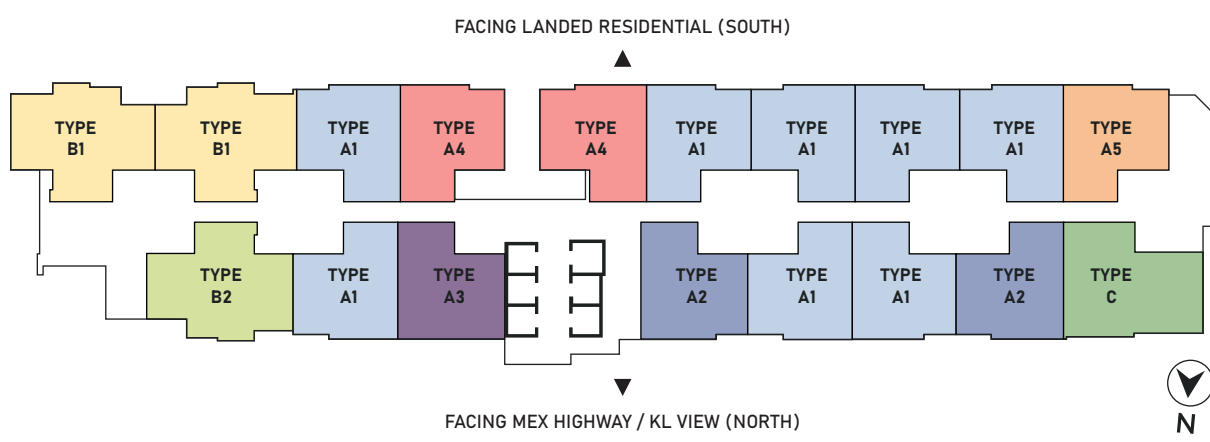 FACING LANDED RESIDENTIAL (SOUTH)
TYPE
B1
TYPE
B1
TYPE
A1
TYPE
A4
TYPE
A4
TYPE
A1
TYPE
A1
TYPE
A1
TYPE
A1
TYPE
A5
TYPE
B2
TYPE
A1
TYPE
A3
TYPE
A2
TYPE
A1
TYPE
A1
TYPE
A2
TYPE
C
FACING MEX HIGHWAY / KL VIEW (NORTH)
N